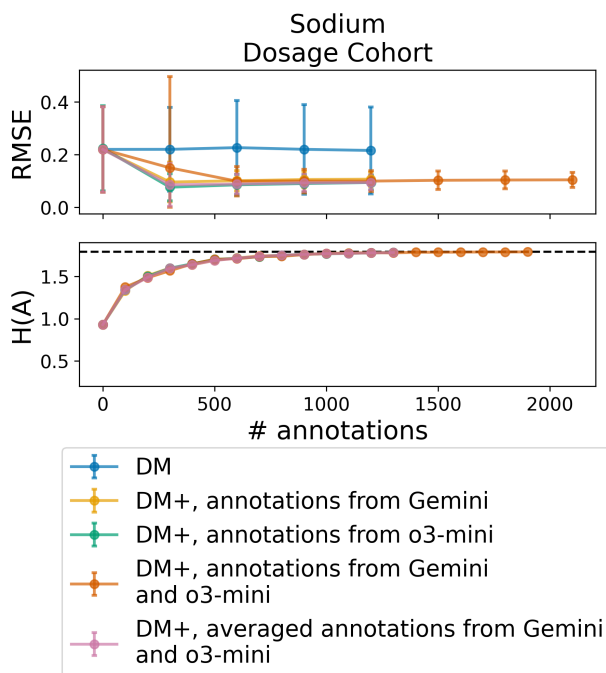 Sodium
Dosage Cohort
RMSE
0.4
0.2
0.0
H(A)
1.5
1.0
0.5
0 500 1000 1500 2000
# annotations
DM
DM+, annotations from Gemini
DM+, annotations from o3-mini
DM+, annotations from Gemini
and o3-mini
DM+, averaged annotations from Gemini
and o3-mini